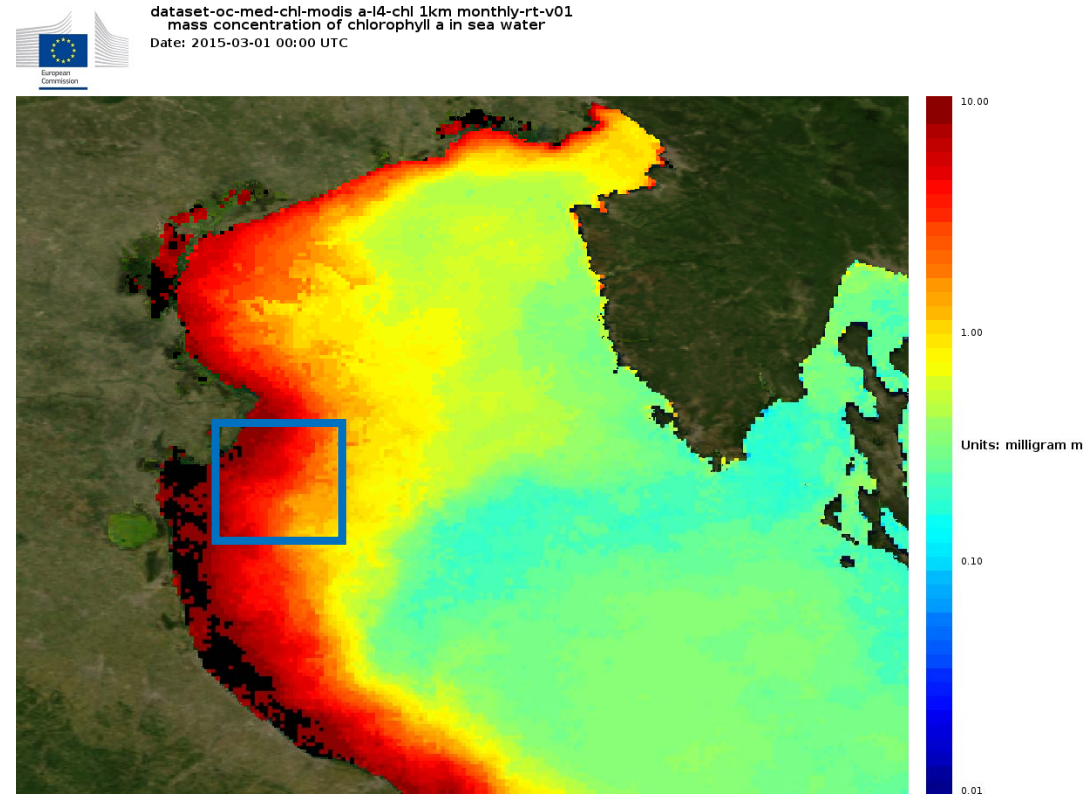 dataset-oc-med-chl-modis a-l4-chl 1km monthly-rt-v01
mass concentration of chlorophyll a in sea water
Date: 2015-03-01 00:00 UTC
European
Commission
10.00
1.00
Units: milligram m
0.10
0.01